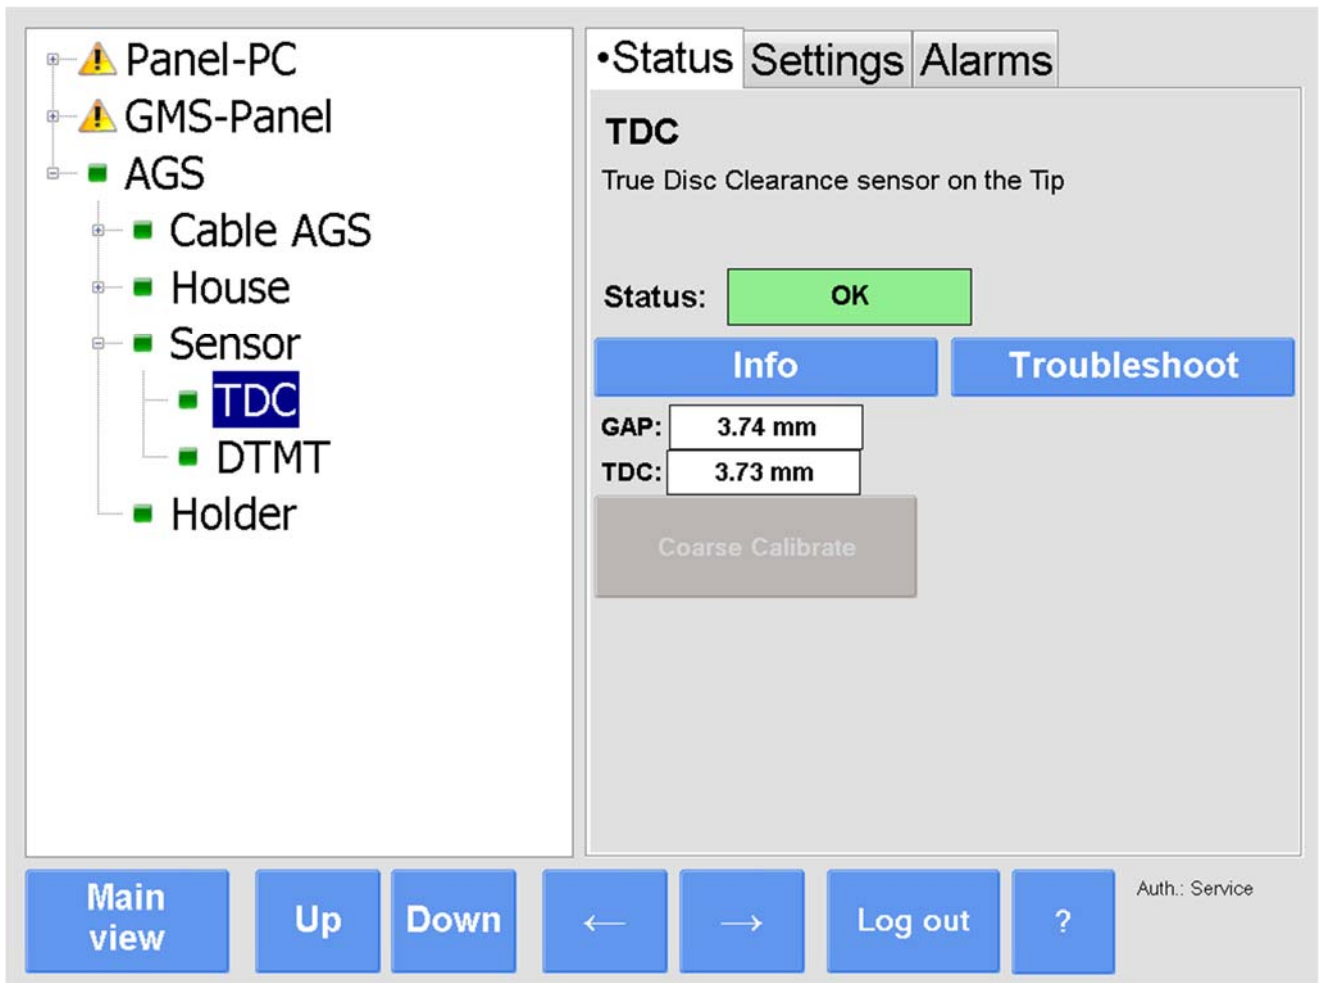 Panel-PC
GMS-Panel
AGS
Cable AGS
House
Sensor
TDC
DTMT
Holder
•Status Settings Alarms
TDC
True Disc Clearance sensor on the Tip
Status: OK
Info Troubleshoot
GAP: 3.74 mm
TDC: 3.73 mm
Coarse Calibrate
Main view
Up
Down
←
→
Log out
?
Auth.: Service